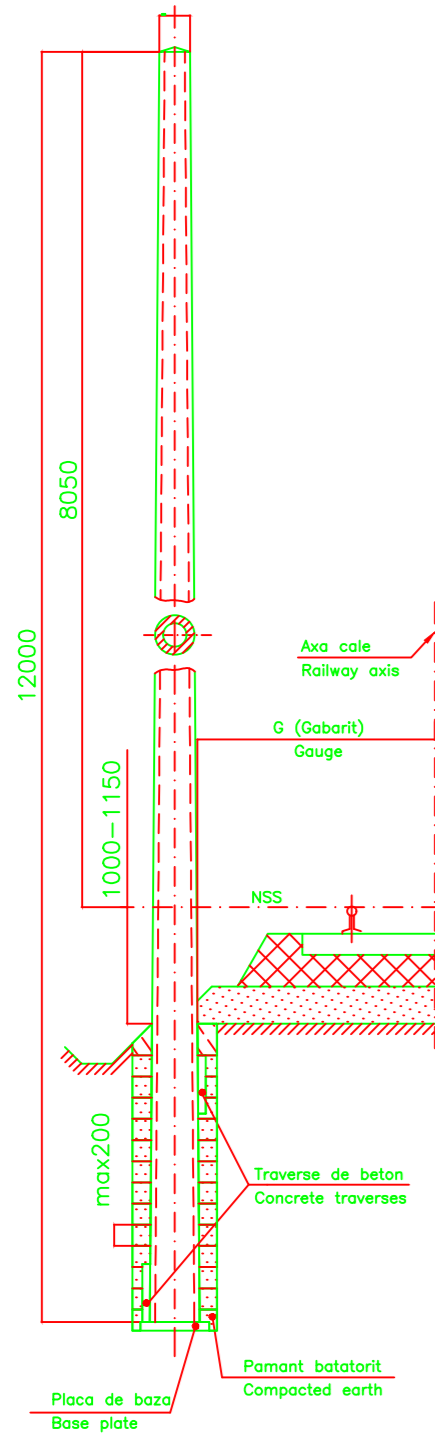 8050
12000
Axa cale
Railway axis
G (Gabarit)
Gauge
1000-1150
NSS
max200
Traverse de beton
Concrete traverses
Pamant batatorit
Compacted earth
Placa de baza
Base plate